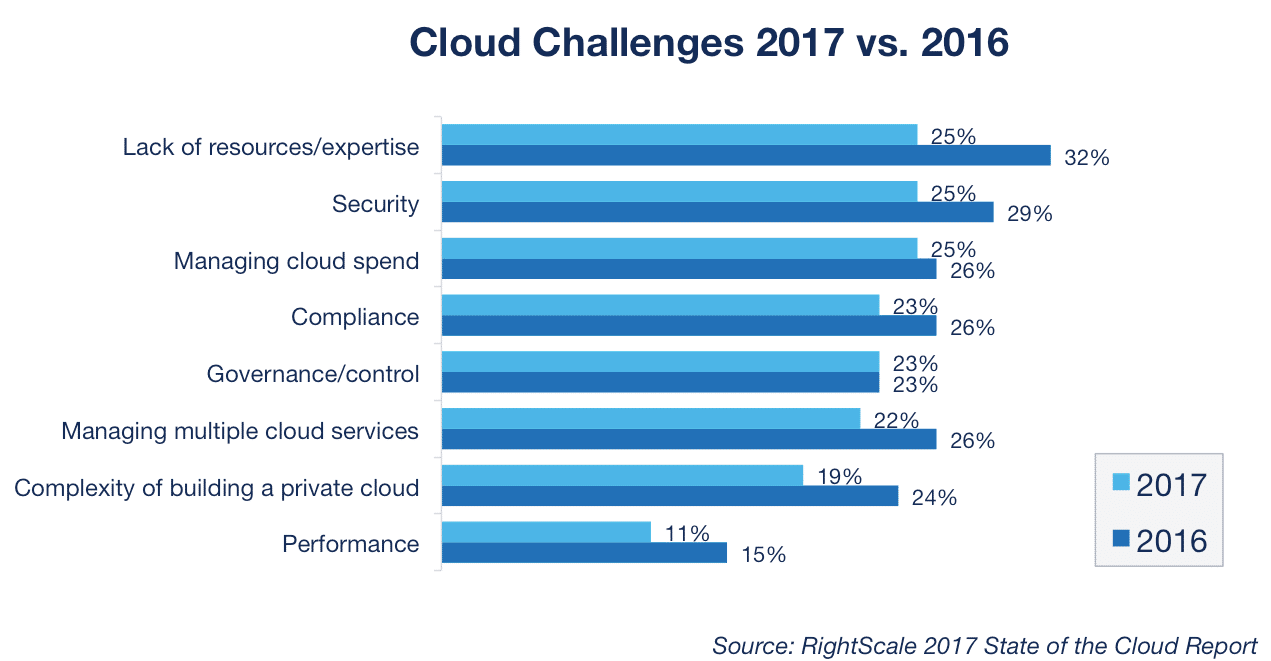 Cloud Challenges 2017 vs. 2016
Lack of resources/expertise
25%
32%
Security
25%
29%
Managing cloud spend
25%
26%
Compliance
23%
26%
Governance/control
23%
23%
Managing multiple cloud services
22%
26%
Complexity of building a private cloud
19%
24%
Performance
11%
15%
2017
2016
Source: RightScale 2017 State of the Cloud Report